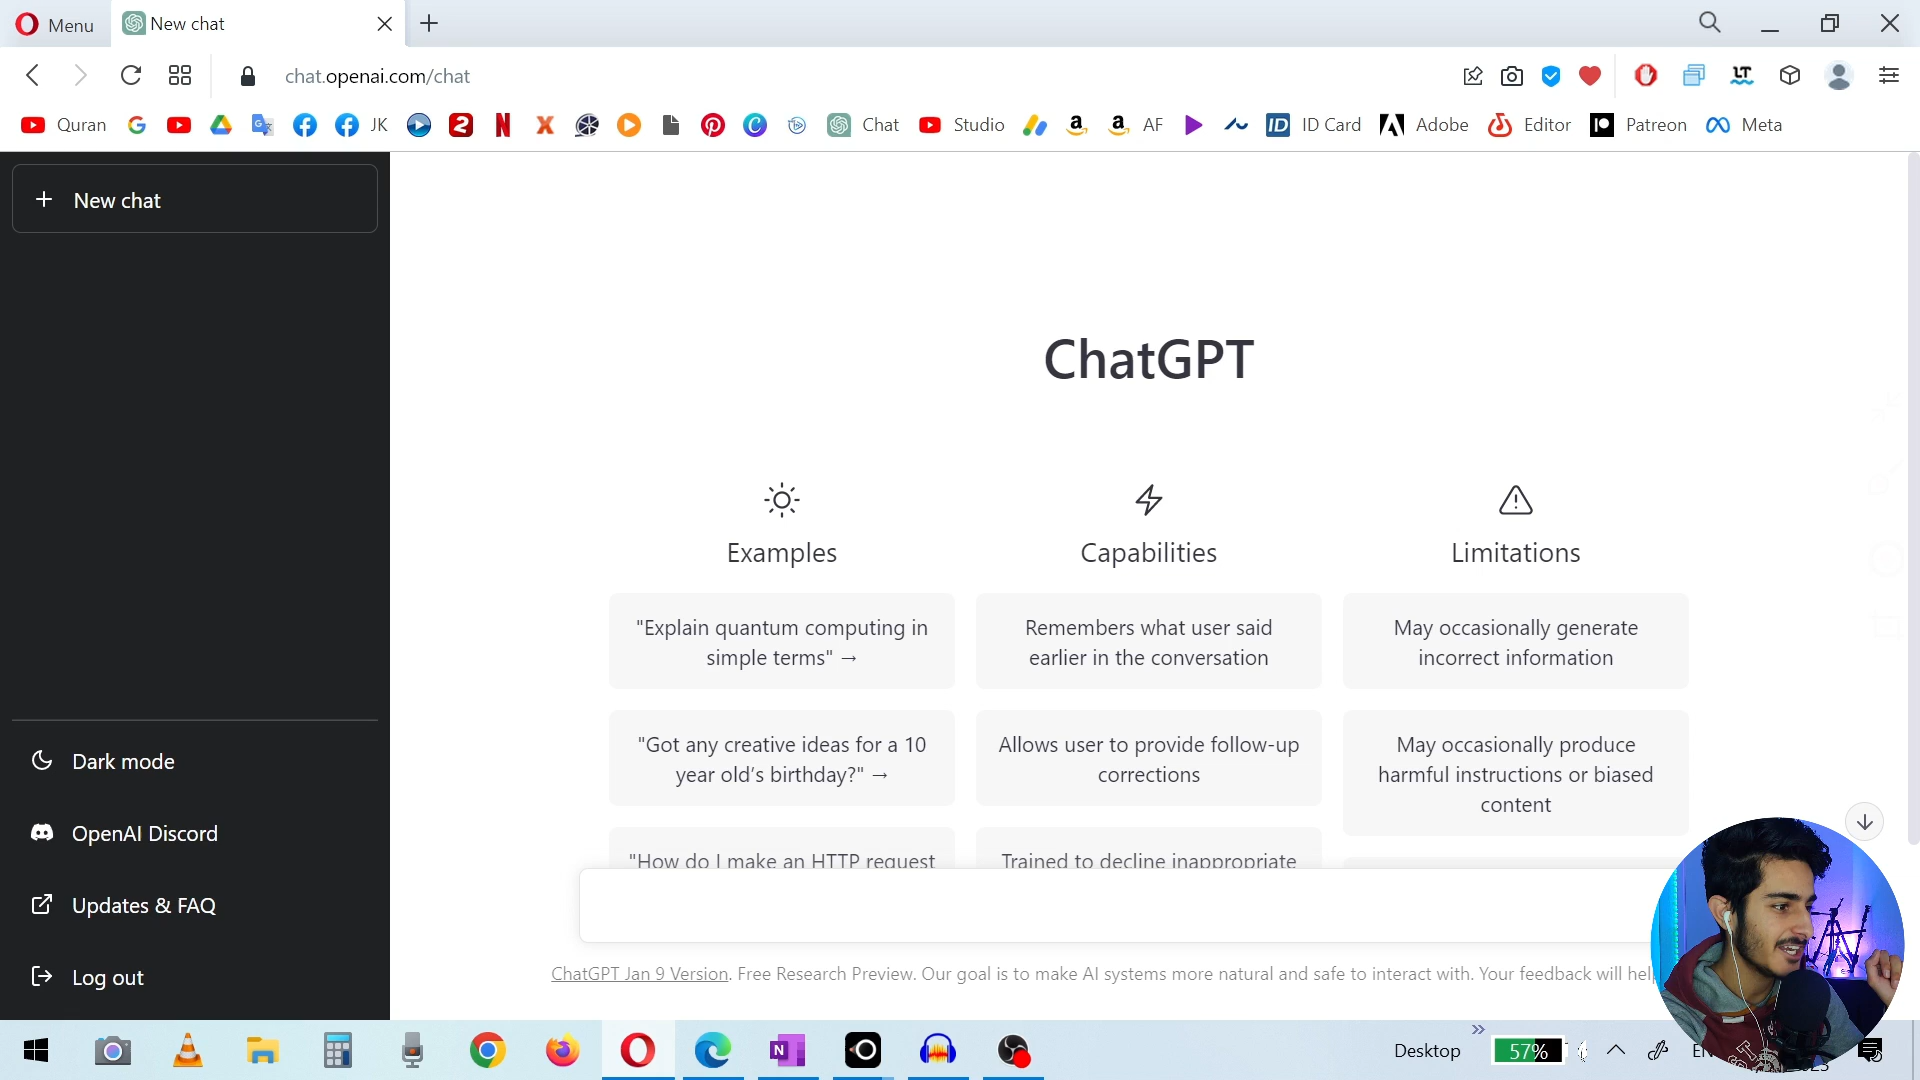 Menu
New chat
chat.openai.com/chat
Quran
JK
Chat
Studio
AF
ID Card
Adobe
Editor
Patreon
Meta
New chat
ChatGPT
Examples
Capabilities
Limitations
"Explain quantum computing in
simple terms" →
Remembers what user said
earlier in the conversation
May occasionally generate
incorrect information
"Got any creative ideas for a 10
year old's birthday?" →
Allows user to provide follow-up
corrections
May occasionally produce
harmful instructions or biased
content
"How do I make an HTTP request
Trained to decline inappropriate
Dark mode
OpenAI Discord
Updates & FAQ
Log out
ChatGPT Jan 9 Version. Free Research Preview. Our goal is to make AI systems more natural and safe to interact with. Your feedback will
Desktop
57%